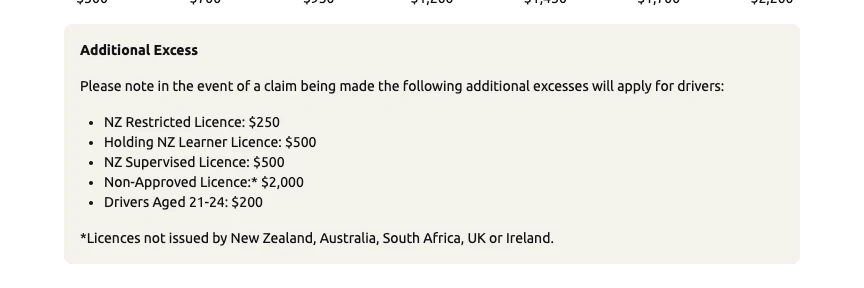 Additional Excess
Please note in the event of a claim being made the following additional excesses will apply for drivers:
• NZ Restricted Licence: $250
• Holding NZ Learner Licence: $500
• NZ Supervised Licence: $500
• Non-Approved Licence:* $2,000
• Drivers Aged 21-24: $200
*Licences not issued by New Zealand, Australia, South Africa, UK or Ireland.